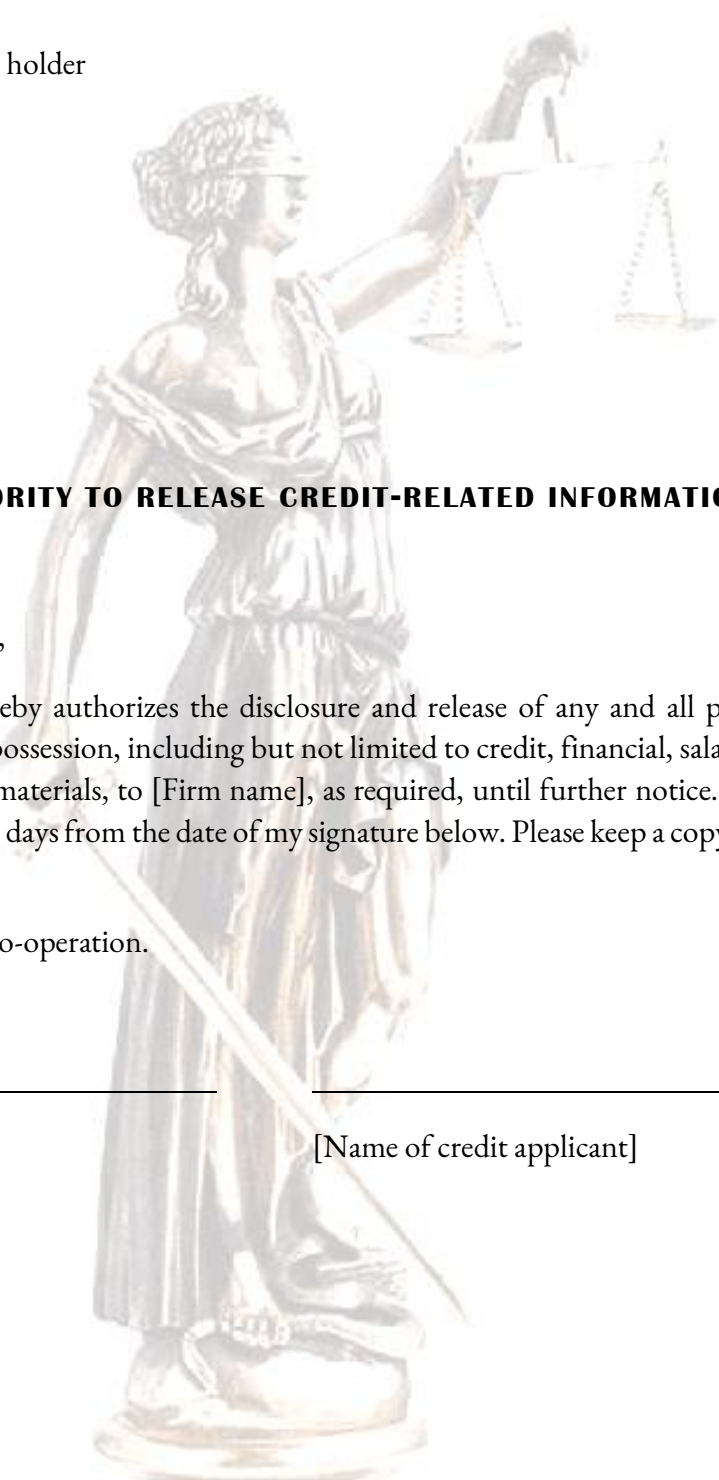 holder
ORITY TO RELEASE CREDIT-RELATED INFORMATIO
,
eby authorizes the disclosure and release of any and all p
possession, including but not limited to credit, financial, sala
materials, to [Firm name], as required, until further notice.
days from the date of my signature below. Please keep a copy
o-operation.
[Name of credit applicant]